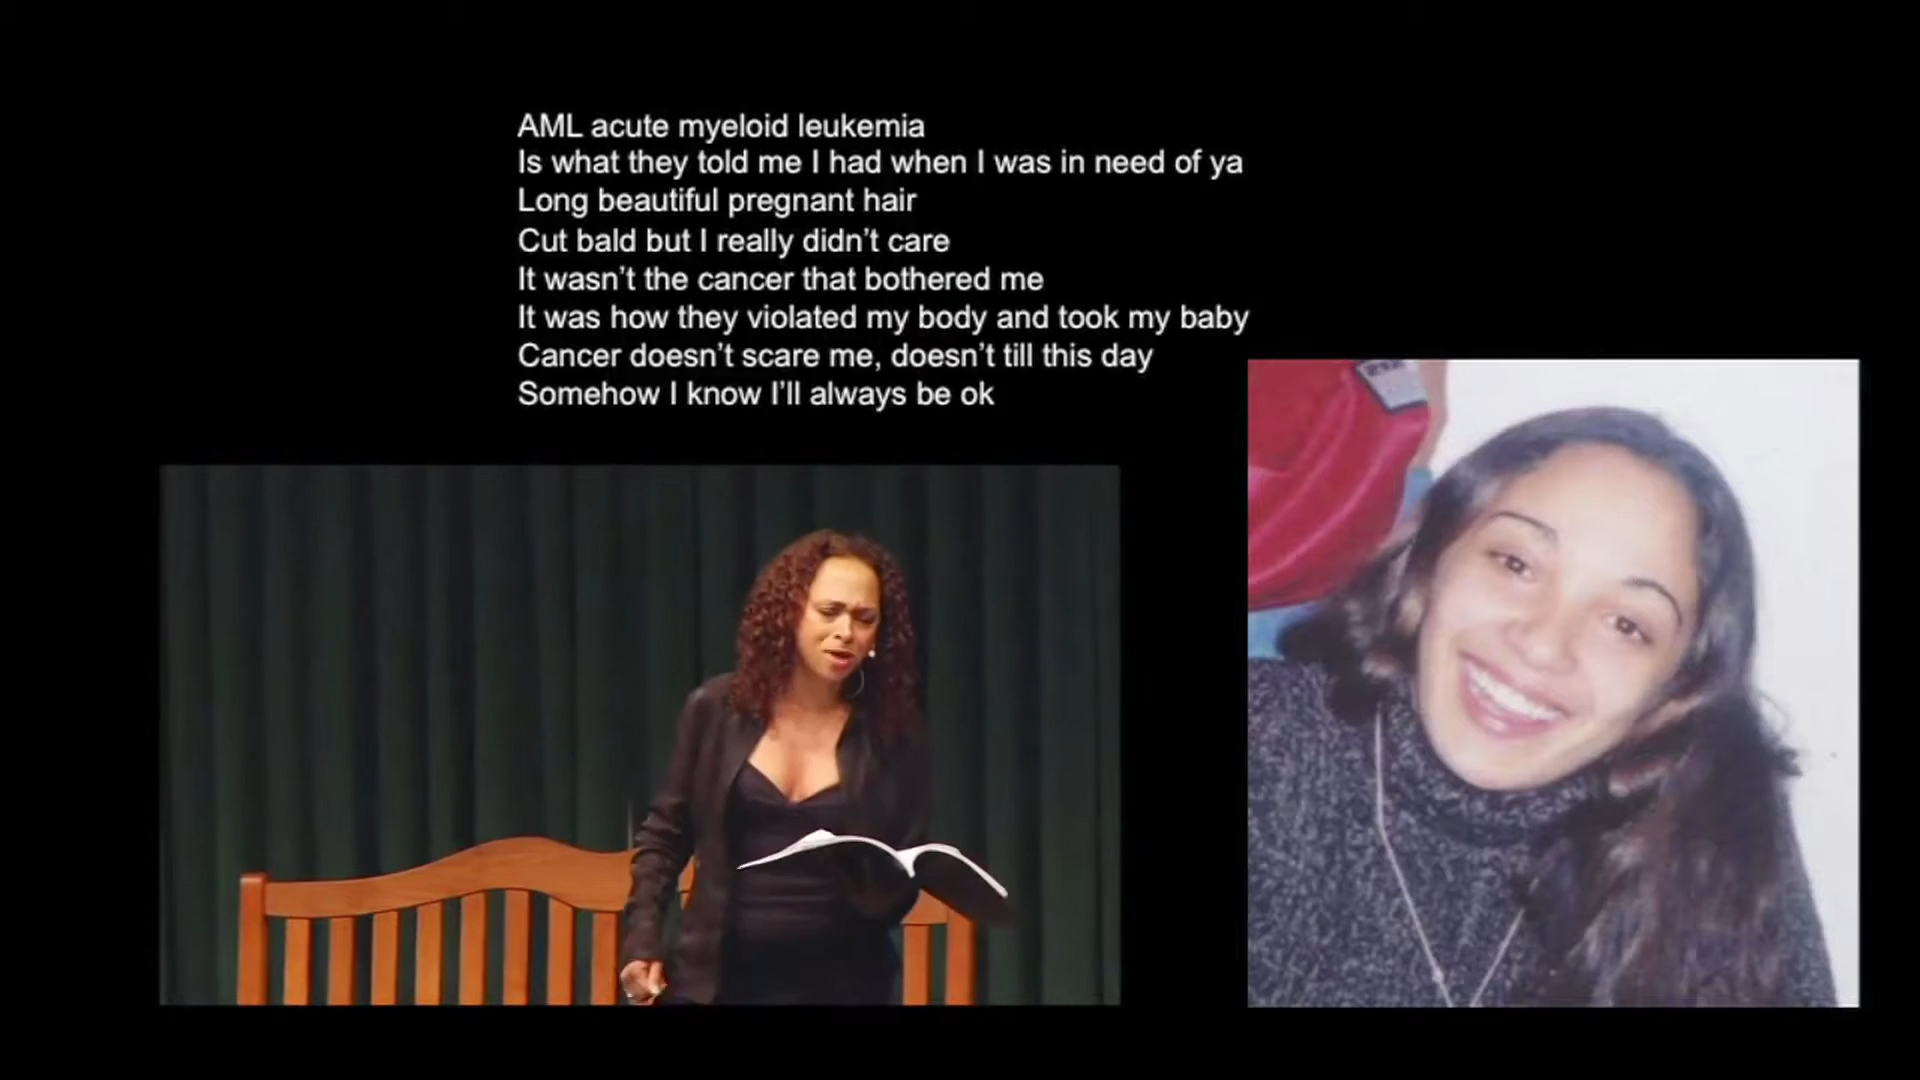 AML acute myeloid leukemia
Is what they told me I had when I was in need of ya
Long beautiful pregnant hair
Cut bald but I really didn’t care
It wasn’t the cancer that bothered me
It was how they violated my body and took my baby
Cancer doesn’t scare me, doesn’t till this day
Somehow I know I’ll always be ok